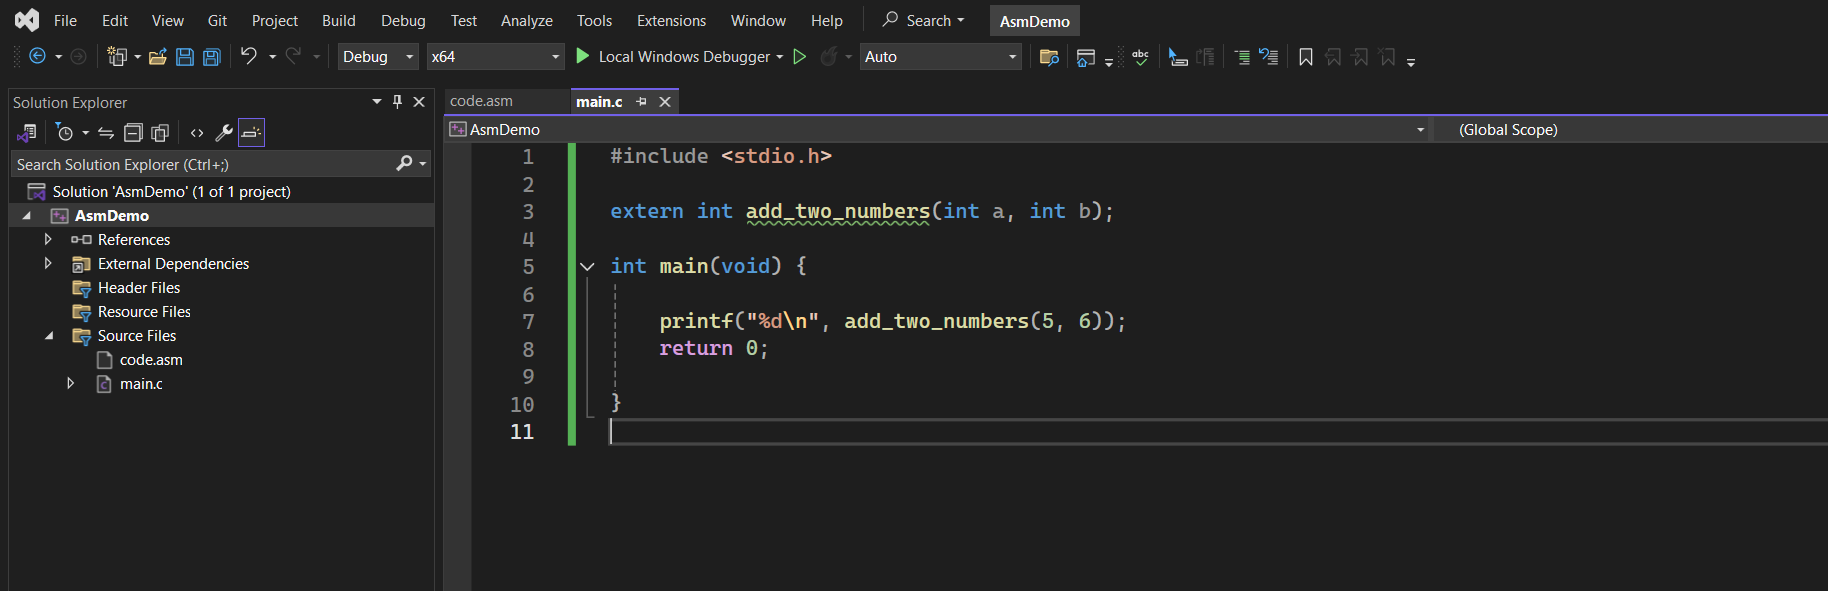 File Edit View Git Project Build Debug Test Analyze Tools Extensions Window Help Search AsmDemo
Debug x64 Local Windows Debugger Auto abc
Solution Explorer
Search Solution Explorer (Ctrl+;)
Solution 'AsmDemo' (1 of 1 project)
AsmDemo
References
External Dependencies
Header Files
Resource Files
Source Files
code.asm
main.c
code.asm main.c
AsmDemo (Global Scope)
1 #include <stdio.h>
2
3 extern int add_two_numbers(int a, int b);
4
5 int main(void) {
6
7 printf("%d\n", add_two_numbers(5, 6));
8 return 0;
9
10 }
11